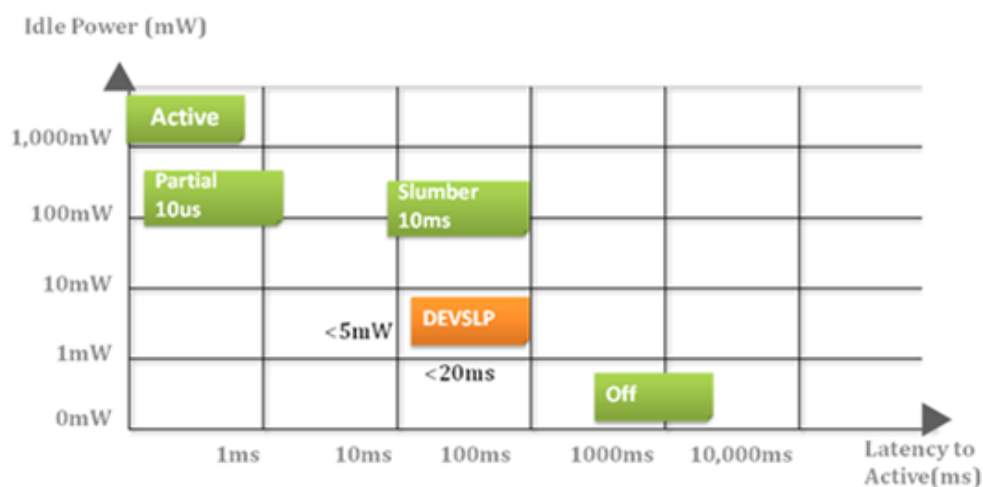 Idle Power (mW)
Active
1,000mW
Partial
10us
Slumber
10ms
100mW
10mW
DEVSLP
<5mW
1mW
<20ms
Off
0mW
1ms
10ms
100ms
1000ms
10,000ms
Latency to
Active(ms)